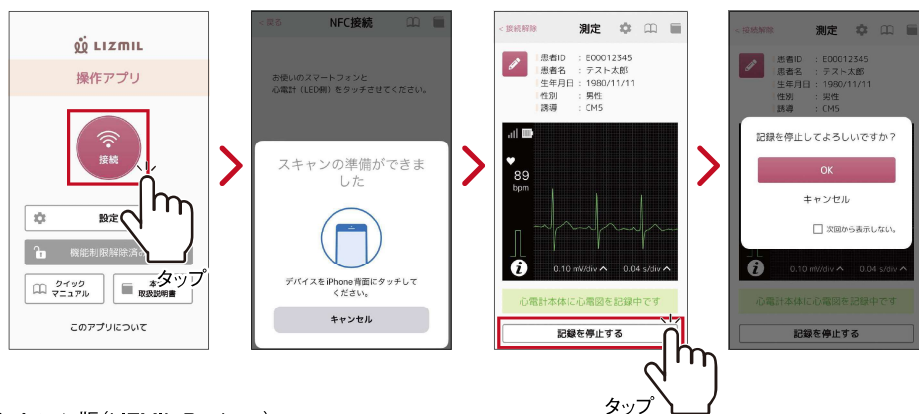 LIZMIL
操作アプリ
接続
設定
機能制限解除済
クイック
マニュアル
取扱説明書
このアプリについて
タップ
<戻る
NFC接続
お使いのスマートフォンと
心電計(LED側)をタッチさせてください。
スキャンの準備ができま
した
デバイスをiPhone背面にタッチして
ください。
キャンセル
<接続解除
測定
患者ID : E00012345
患者名 : テスト太郎
生年月日 : 1980/11/11
性別 : 男性
誘導 : CM5
89
bpm
0.10 mV/div
0.04 s/div
心電計本体に心電図を記録中です
記録を停止する
タップ
<接続解除
測定
患者ID : E00012345
患者名 : テスト太郎
生年月日 : 1980/11/11
性別 : 男性
誘導 : CM5
記録を停止してよろしいですか?
OK
キャンセル
次回から表示しない。
0.10 mV/div
0.04 s/div
心電計本体に心電図を記録中です
記録を停止する